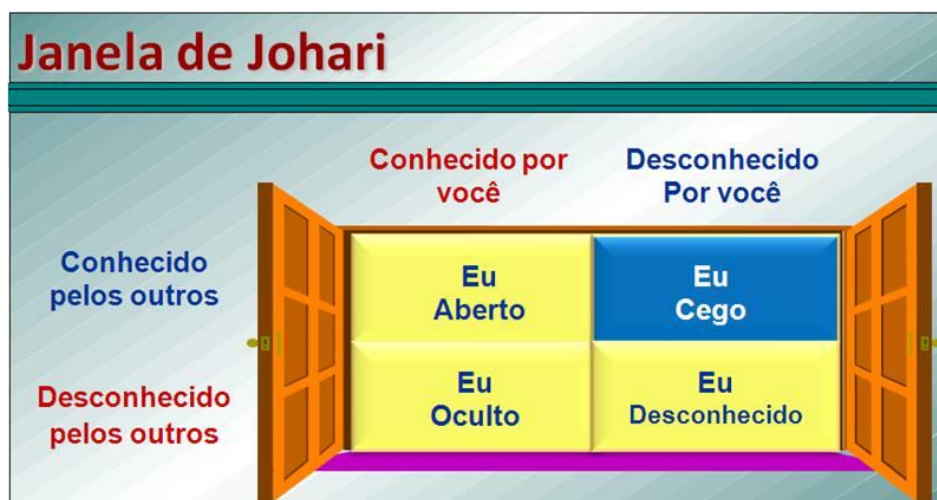 Janela de Johari
Conhecido por
você
Desconhecido
Por você
Conhecido
pelos outros
Eu
Aberto
Eu
Cego
Desconhecido
pelos outros
Eu
Oculto
Eu
Desconhecido